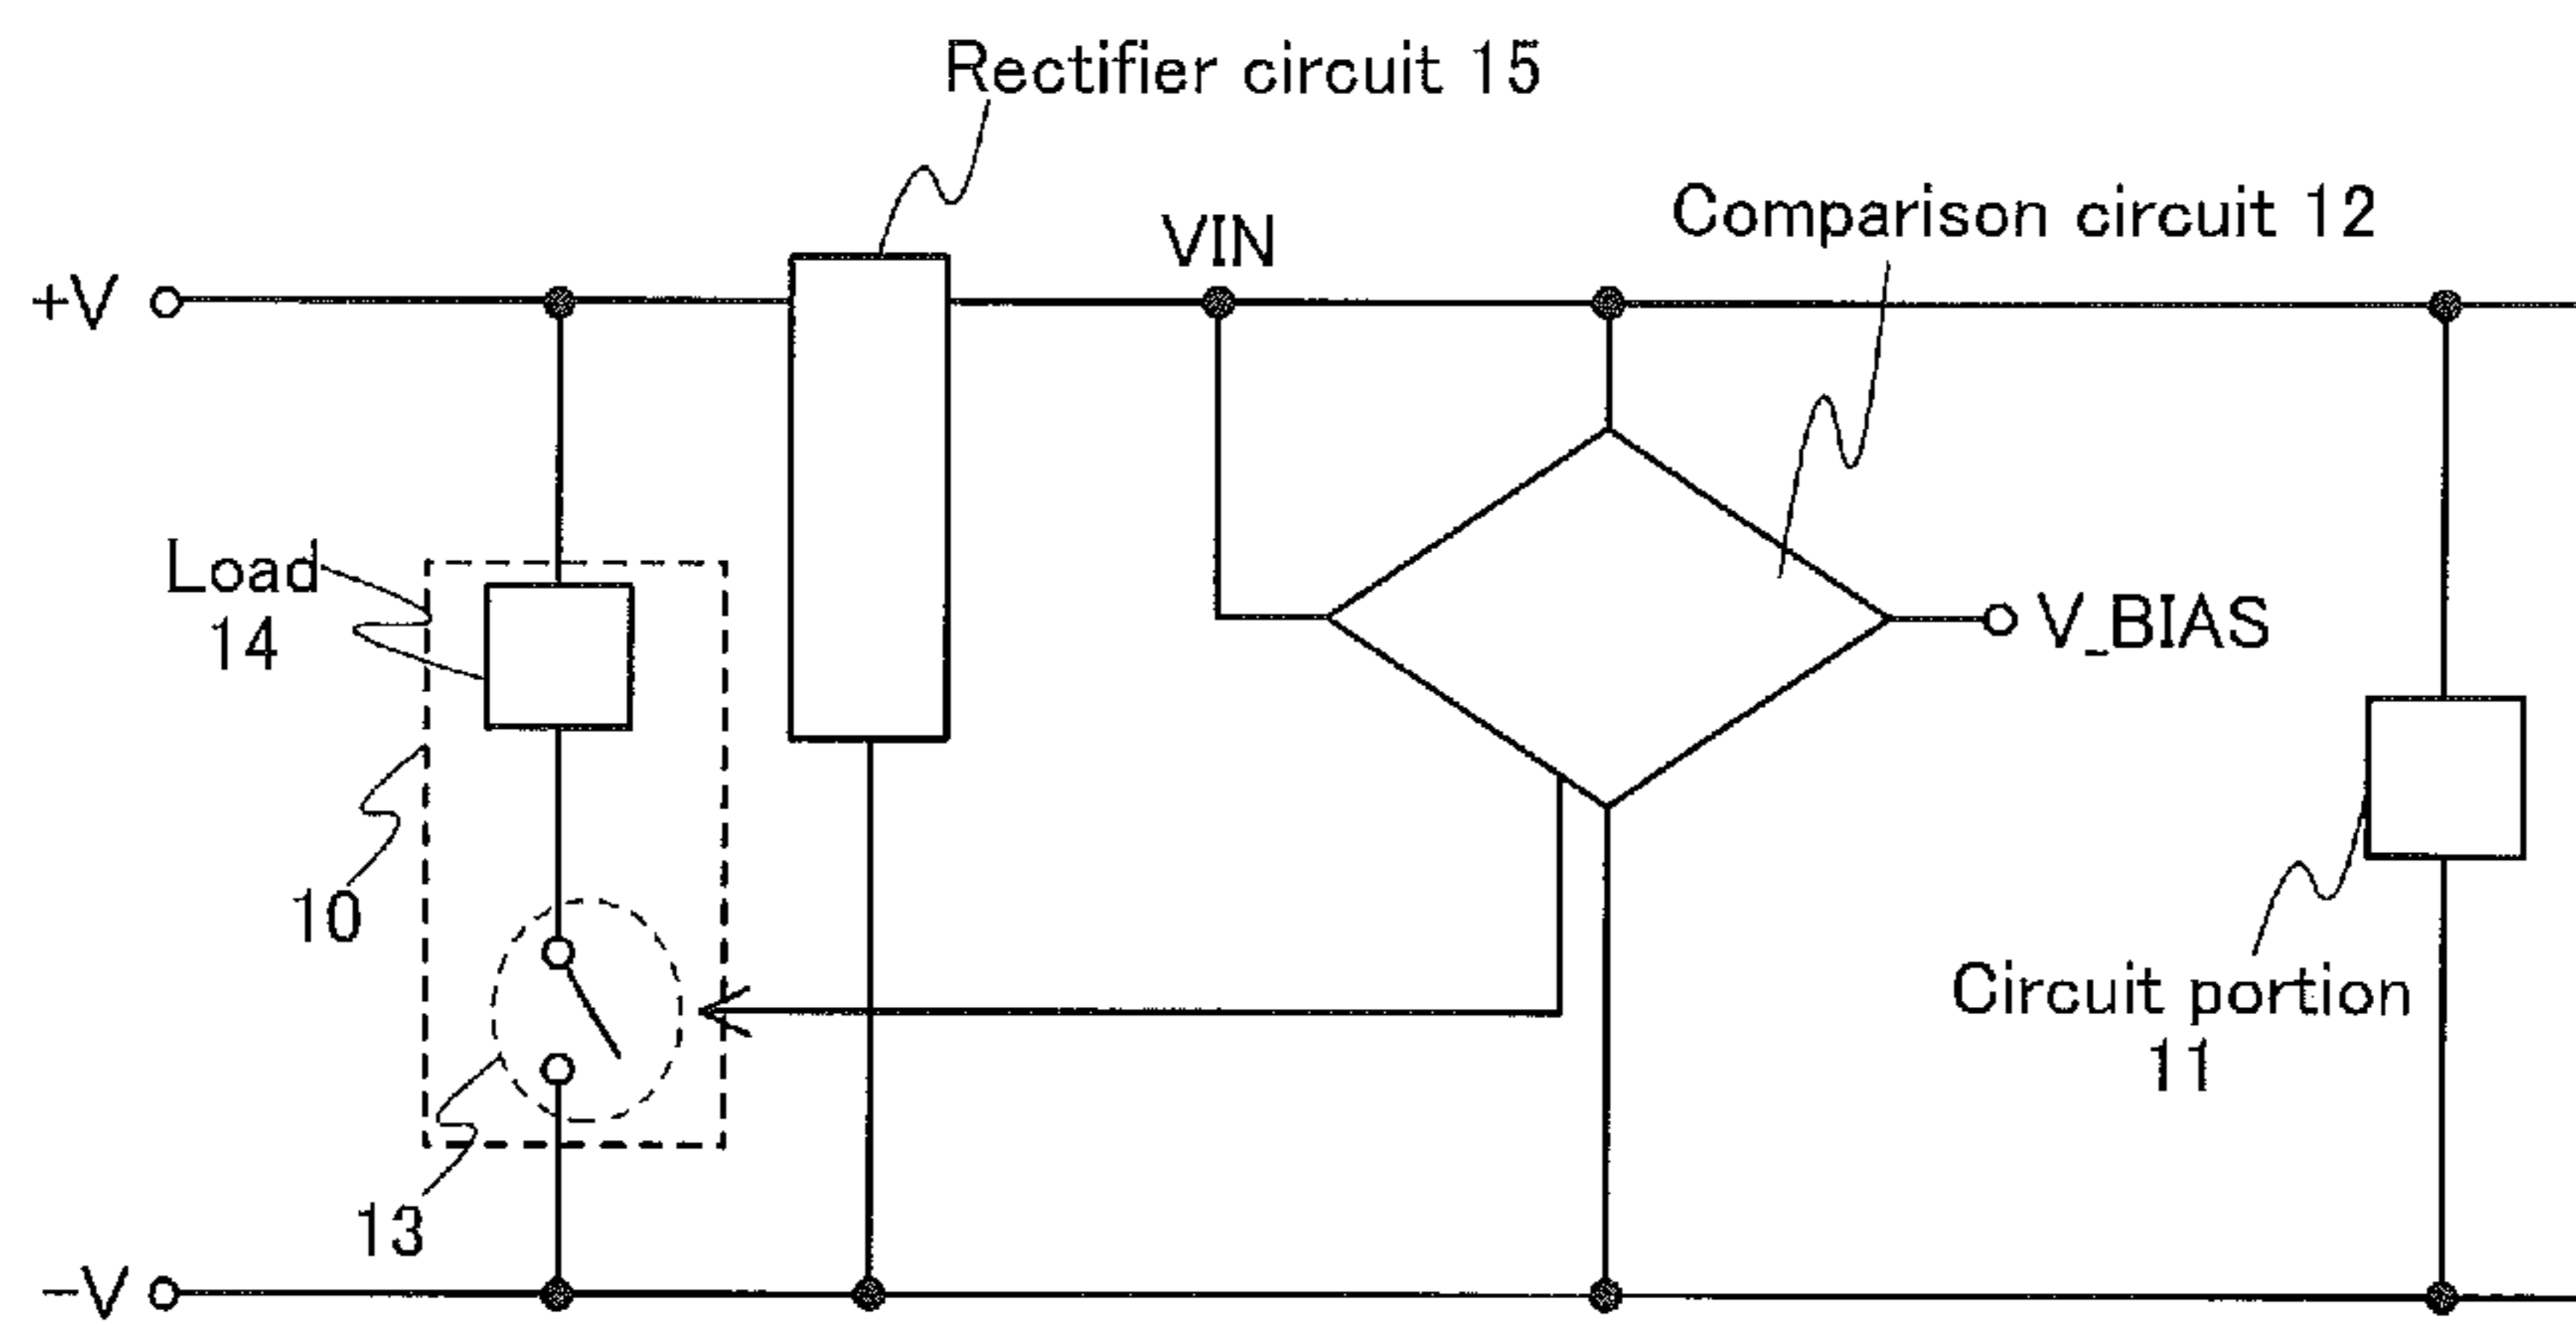 Rectifier circuit 15
Comparison circuit 12
VIN
+V
Load
14
V_BIAS
10
Circuit portion
11
13
-V